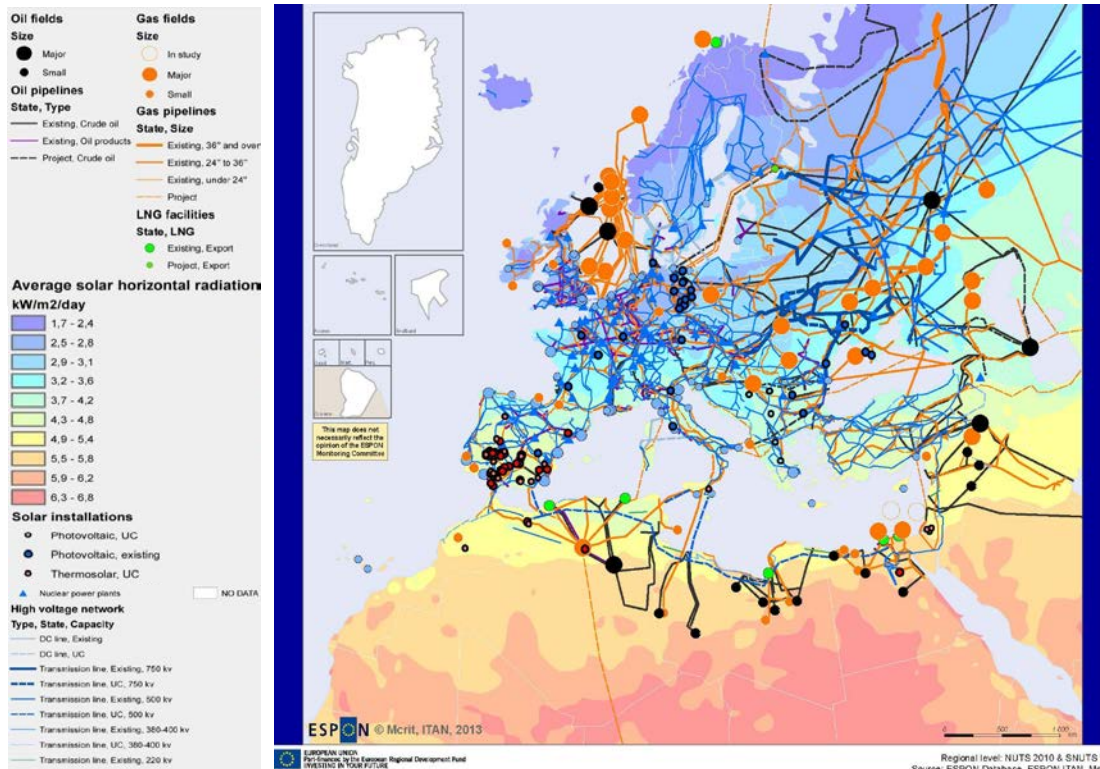 Oil fields
Size
Major
Small
Oil pipelines
State, Type
Existing, Crude oil
Existing, Oil products
Project, Crude oil
Gas fields
Size
In study
Major
Small
Gas pipelines
State, Size
Existing, 36" and over
Existing, 24" to 36"
Existing, under 24"
Project
LNG facilities
State, LNG
Existing, Export
Project, Export
Average solar horizontal radiation
kW/m2/day
1,7 - 2,4
2,5 - 2,8
2,9 - 3,1
3,2 - 3,6
3,7 - 4,2
4,3 - 4,8
4,9 - 5,4
5,5 - 5,8
5,9 - 6,2
6,3 - 6,8
Solar installations
Photovoltaic, UC
Photovoltaic, existing
Thermosolar, UC
Nuclear power plants
NO DATA
High voltage network
Type, State, Capacity
DC line, Existing
DC line, UC
Transmission line, Existing, 750 kv
Transmission line, UC, 750 kv
Transmission line, Existing, 500 kv
Transmission line, UC, 500 kv
Transmission line, Existing, 380-400 kv
Transmission line, UC, 380-400 kv
Transmission line, Existing, 220 kv
This map does not
necessarily reflect the
opinion of the ESPON
Monitoring Committee
ESPON © Mcrit, ITAN, 2013
EUROPEAN UNION
Part-financed by the European Regional Development Fund
INVESTING IN YOUR FUTURE
0 500 1 000
km
Regional level: NUTS 2010 & SNUTS
Source: ESPON Database, ESPON ITAN,